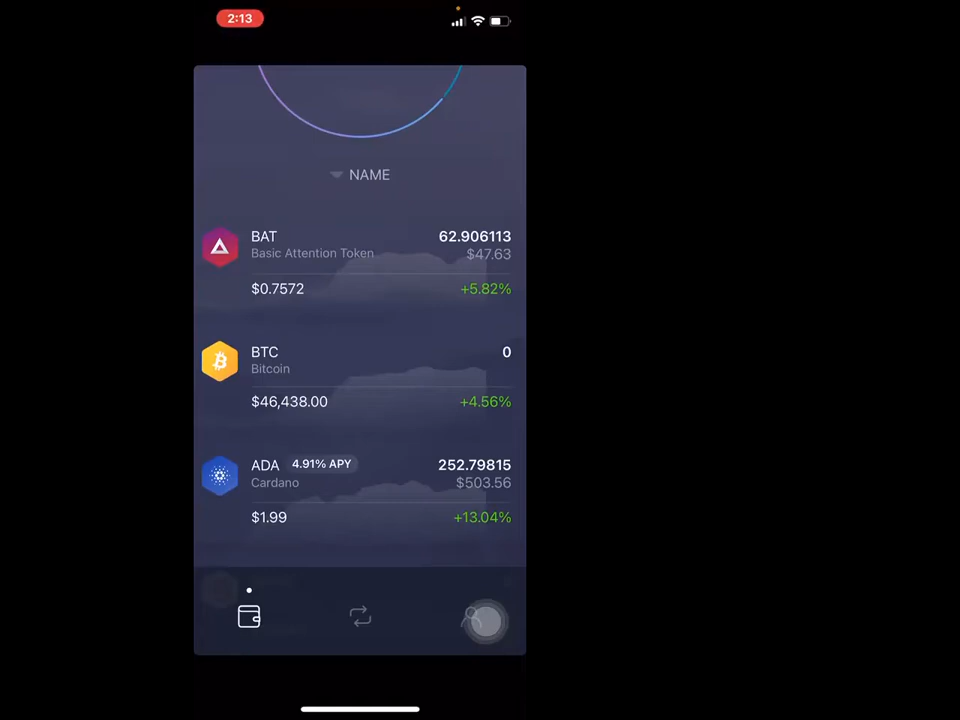 2:13
NAME
BAT
62.906113
Basic Attention Token
$47.63
$0.7572
+5.82%
BTC
0
Bitcoin
$46,438.00
+4.56%
ADA 4.91% APY
252.79815
Cardano
$503.56
$1.99
+13.04%